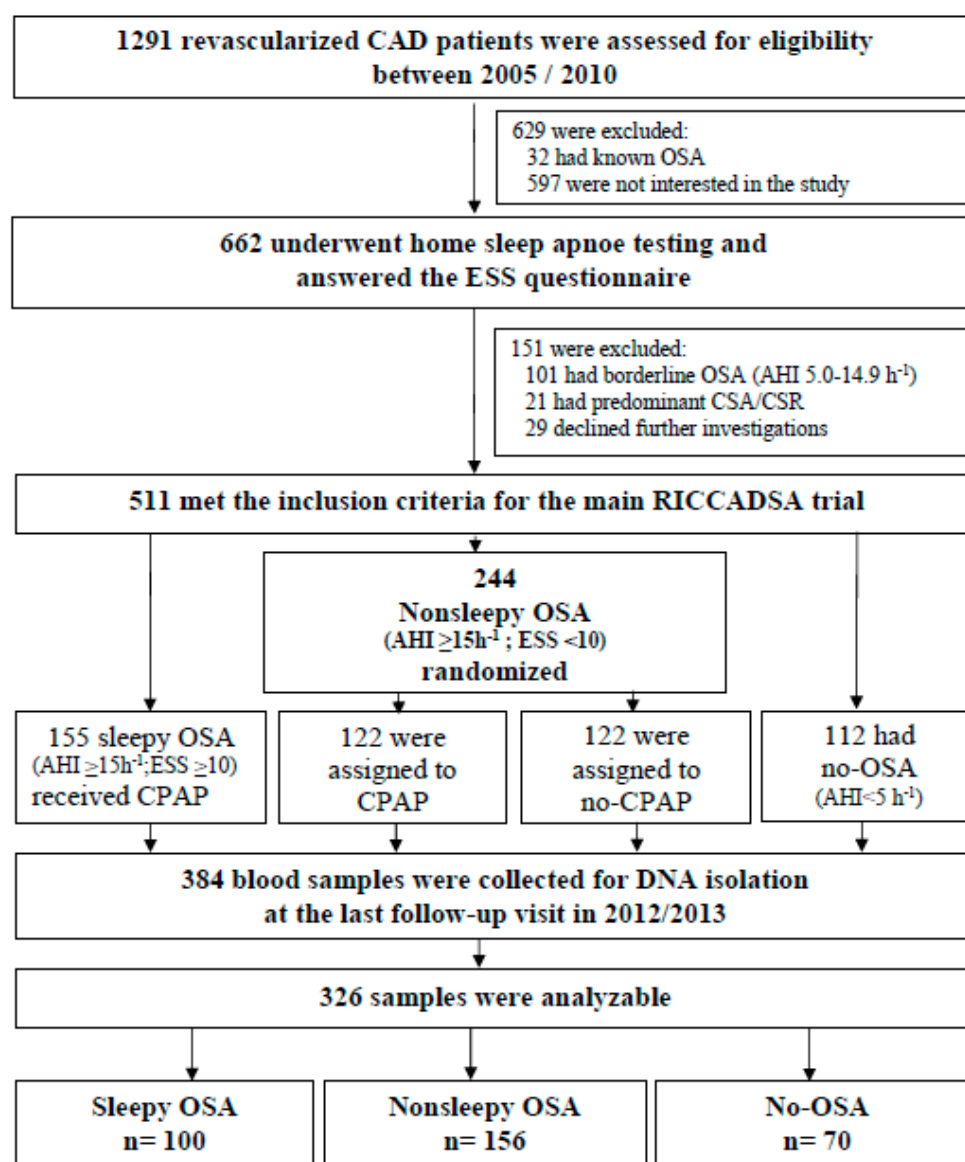 1291 revascularized CAD patients were assessed for eligibility
between 2005 / 2010
629 were excluded:
32 had known OSA
597 were not interested in the study
662 underwent home sleep apnoe testing and
answered the ESS questionnaire
151 were excluded:
101 had borderline OSA (AHI 5.0-14.9 h⁻¹)
21 had predominant CSA/CSR
29 declined further investigations
511 met the inclusion criteria for the main RICCADSA trial
244
Nonsleepy OSA
(AHI ≥15h⁻¹ ; ESS <10)
randomized
155 sleepy OSA
(AHI ≥15h⁻¹;ESS ≥10)
received CPAP
122 were
assigned to
CPAP
122 were
assigned to
no-CPAP
112 had
no-OSA
(AHI<5 h⁻¹)
384 blood samples were collected for DNA isolation
at the last follow-up visit in 2012/2013
326 samples were analyzable
Sleepy OSA
n= 100
Nonsleepy OSA
n= 156
No-OSA
n= 70